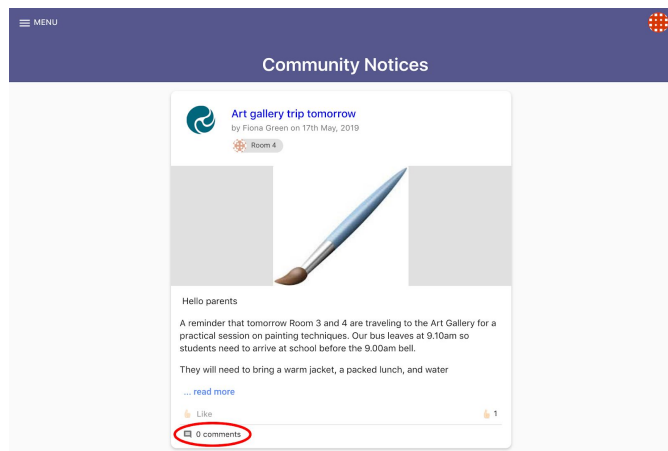 MENU
Community Notices
Art gallery trip tomorrow
by Fiona Green on 17th May, 2019
Room 4
Hello parents
A reminder that tomorrow Room 3 and 4 are traveling to the Art Gallery for a
practical session on painting techniques. Our bus leaves at 9.10am so
students need to arrive at school before the 9.00am bell.
They will need to bring a warm jacket, a packed lunch, and water
... read more
Like 1
0 comments